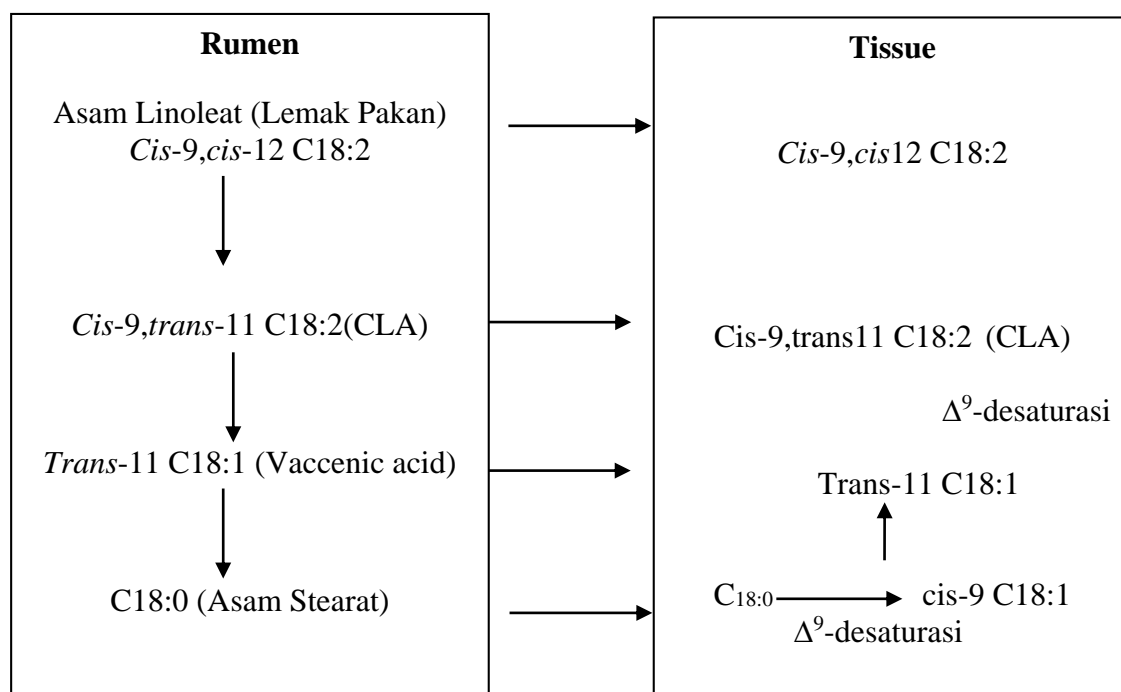 Rumen
Asam Linoleat (Lemak Pakan)
Cis-9,cis-12 C18:2
Cis-9,trans-11 C18:2(CLA)
Trans-11 C18:1 (Vaccenic acid)
C18:0 (Asam Stearat)
Tissue
Cis-9,cis12 C18:2
Cis-9,trans11 C18:2 (CLA)
Δ⁹-desaturasi
Trans-11 C18:1
C₁₈:₀ cis-9 C18:1
Δ⁹-desaturasi